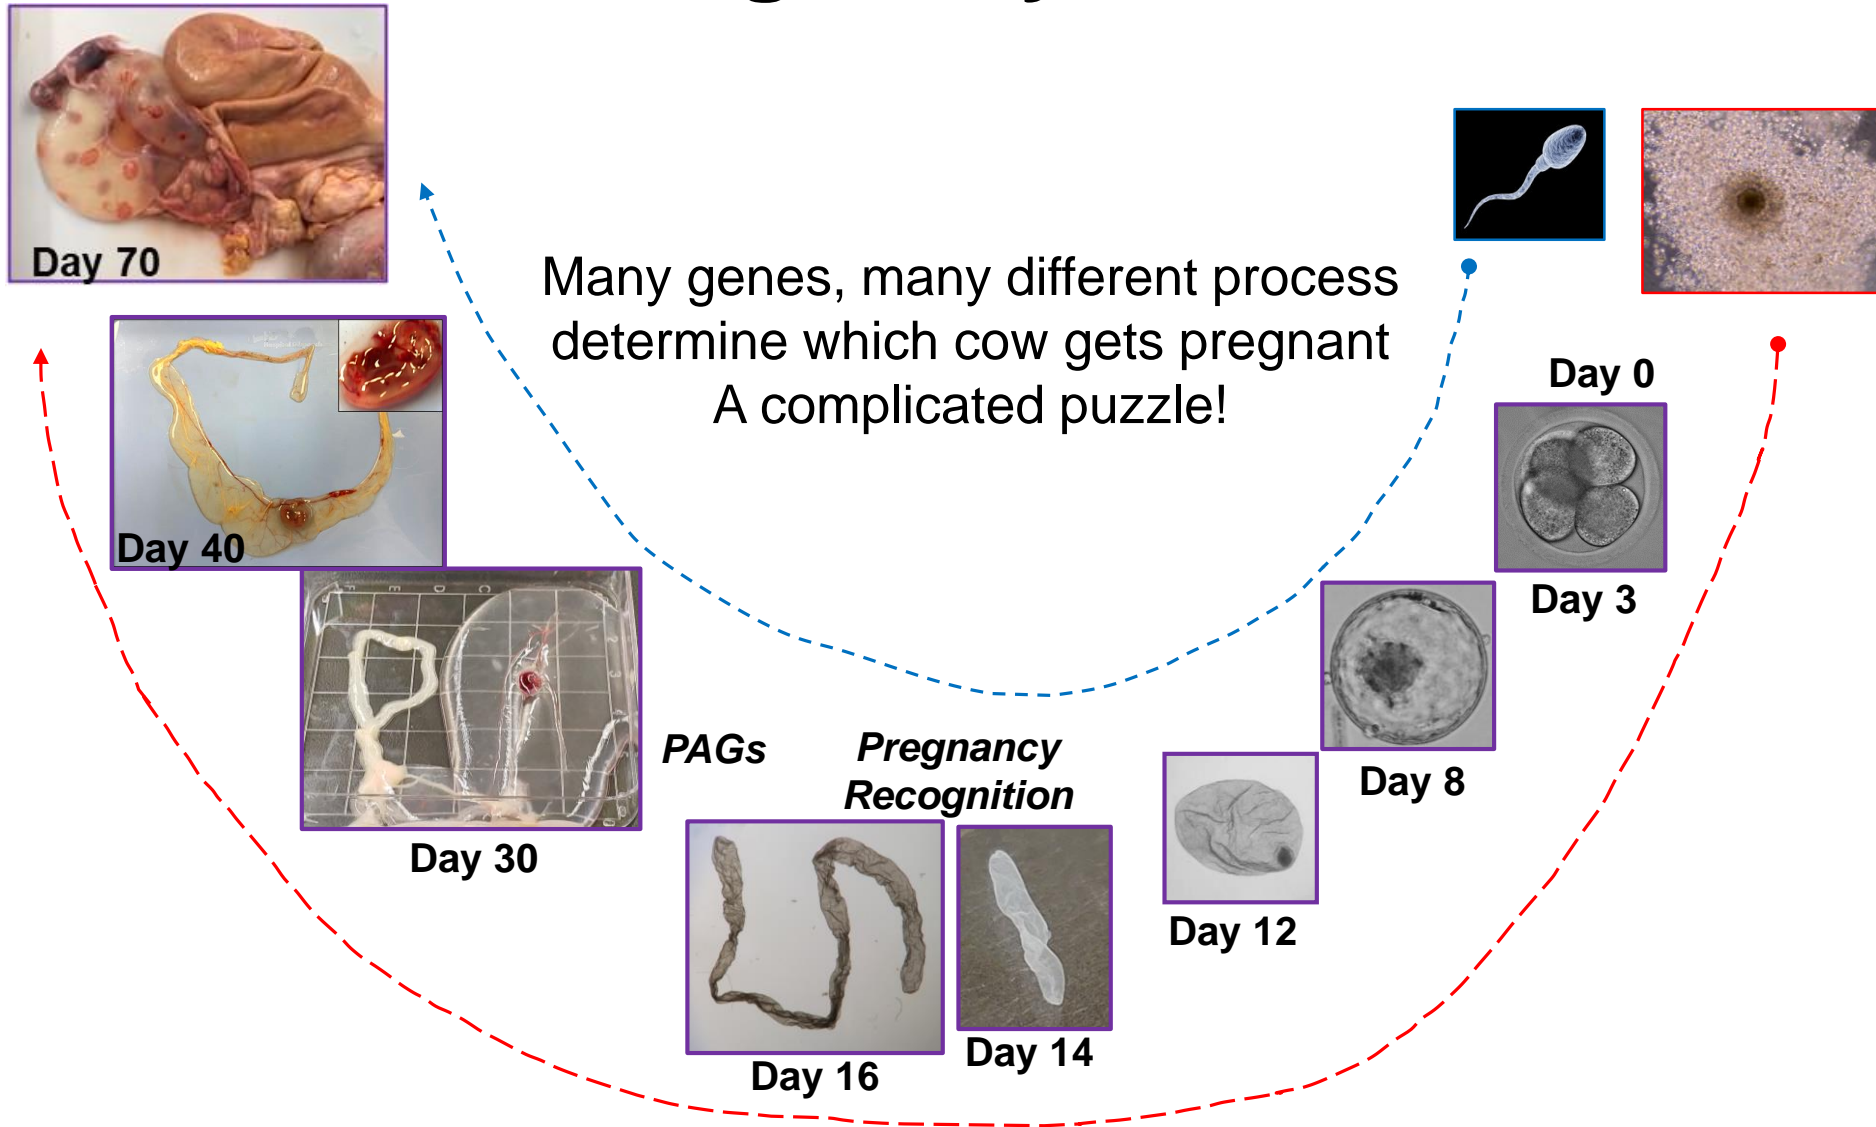 Day 70
Many genes, many different process
determine which cow gets pregnant
A complicated puzzle!
Day 0
Day 40
Day 3
PAGs
Pregnancy
Recognition
Day 8
Day 30
Day 12
Day 16
Day 14